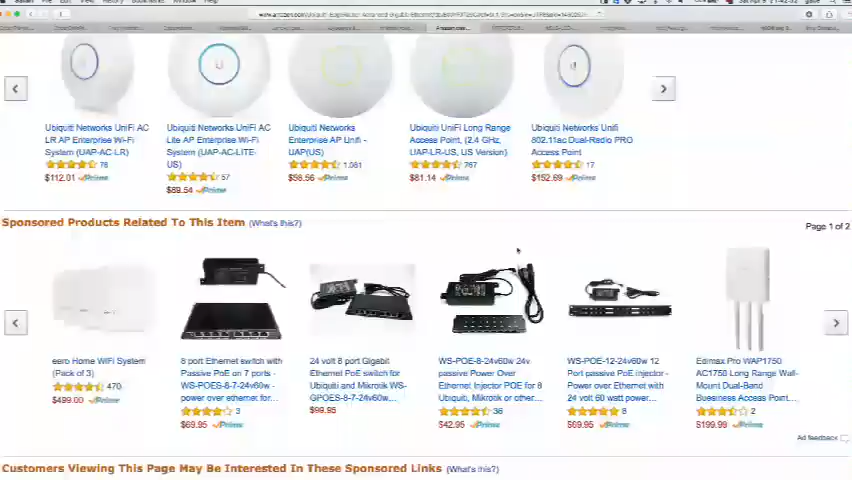 Ubiquiti Networks UniFi AC
LR AP Enterprise Wi-Fi
System (UAP-AC-LR)
76
$112.01 Prime
Ubiquiti Networks UniFi AC
Lite AP Enterprise Wi-Fi
System (UAP-AC-LITE-
US)
57
$89.54 Prime
Ubiquiti Networks
Enterprise AP Unifi -
UAP(US)
1,081
Prime
Ubiquiti UniFi Long Range
Access Point, (2.4 GHz,
UAP-LR-US, US Version)
767
$81.14 Prime
Ubiquiti Networks Unifi
802.11ac Dual-Radio PRO
Access Point
17
$152.69 Prime
Sponsored Products Related To This Item (What's this?)
Page 1 of 2
eero Home WiFi System
(Pack of 3)
470
$499.00 Prime
8 port Ethernet switch with
Passive PoE on 7 ports -
WS-POES-8-7-24v60w -
power over ethernet for...
3
$69.95 Prime
24 volt 8 port Gigabit
Ethernet PoE switch for
Ubiquiti and Mikrotik WS-
GPOES-8-7-24v60w...
$99.95
WS-POE-8-24v60w 24v
passive Power Over
Ethernet Injector POE for 8
Ubiquiti, Mikrotik or other...
36
$42.95 Prime
WS-POE-12-24v60w 12
Port passive PoE injector -
Power over Ethernet with
24 volt 60 watt power...
8
$69.95 Prime
Edimax Pro WAP1750
AC1750 Long Range Wall-
Mount Dual-Band
Buesiness Access Point...
2
$199.99 Prime
Ad feedback
Customers Viewing This Page May Be Interested In These Sponsored Links (What's this?)